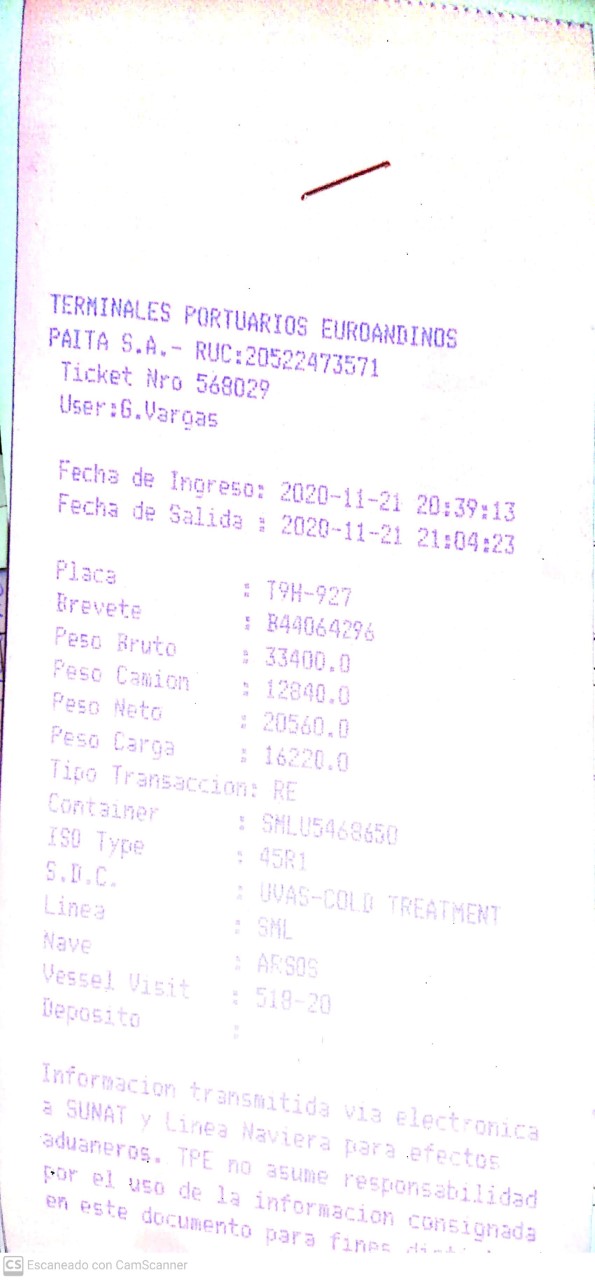 TERMINALES PORTUARIOS EUROANDINOS
PAITA S.A.- RUC:20522473571
Ticket Nro 568029
User:G.Vargas
Fecha de Ingreso: 2020-11-21 20:39:13
Fecha de Salida : 2020-11-21 21:04:23
Placa : T9H-927
Brevete : B44064296
Peso Bruto : 33400.0
Peso Camion : 12840.0
Peso Neto : 20560.0
Peso Carga : 16220.0
Tipo Transaccion: RE
Container : SMLU5468650
ISO Type : 45R1
S.D.C. : UVAS-COLD TREATMENT
Linea : SML
Nave : ARSOS
Vessel Visit : 518-20
Deposito :
Informacion transmitida via electronica
a SUNAT y Linea Naviera para efectos
aduaneros. TPE no asume responsabilidad
por el uso de la informacion consignada
en este documento para fines
CS Escaneado con CamScanner